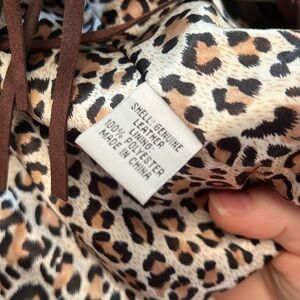 SHELL: GENUINE
LEATHER
LINING:
100% POLYESTER
MADE IN CHINA